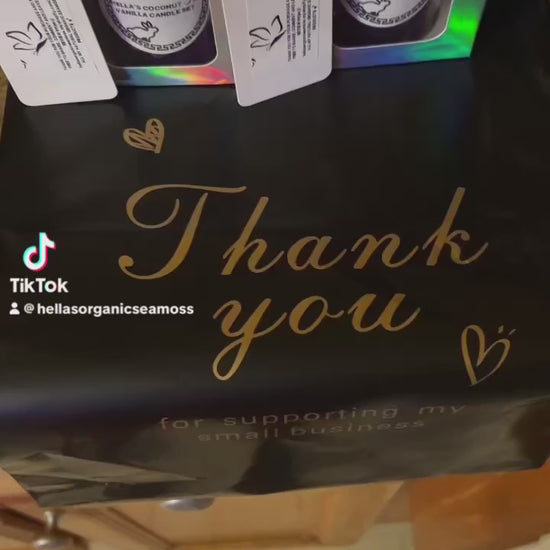 HELLA'S COCONUT
VANILLA CANDLE SET
Thank
you
for supporting my
small business
TikTok
@hellasorganicseamoss